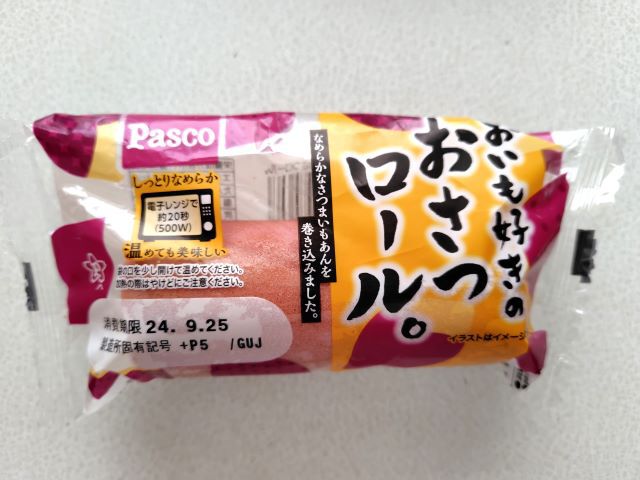 Pasco
しっとりなめらか
電子レンジで
約20秒
(500W)
温めても美味しい
袋の口を少し開けて温めてください。
加熱の際はやけどにご注意ください。
消費期限 24. 9.25
製造所固有記号 +P5 /GUJ
おいも好きの
おさつ
ロール。
なめらかなさつまいもあんを
巻き込みました。
イラストはイメージ